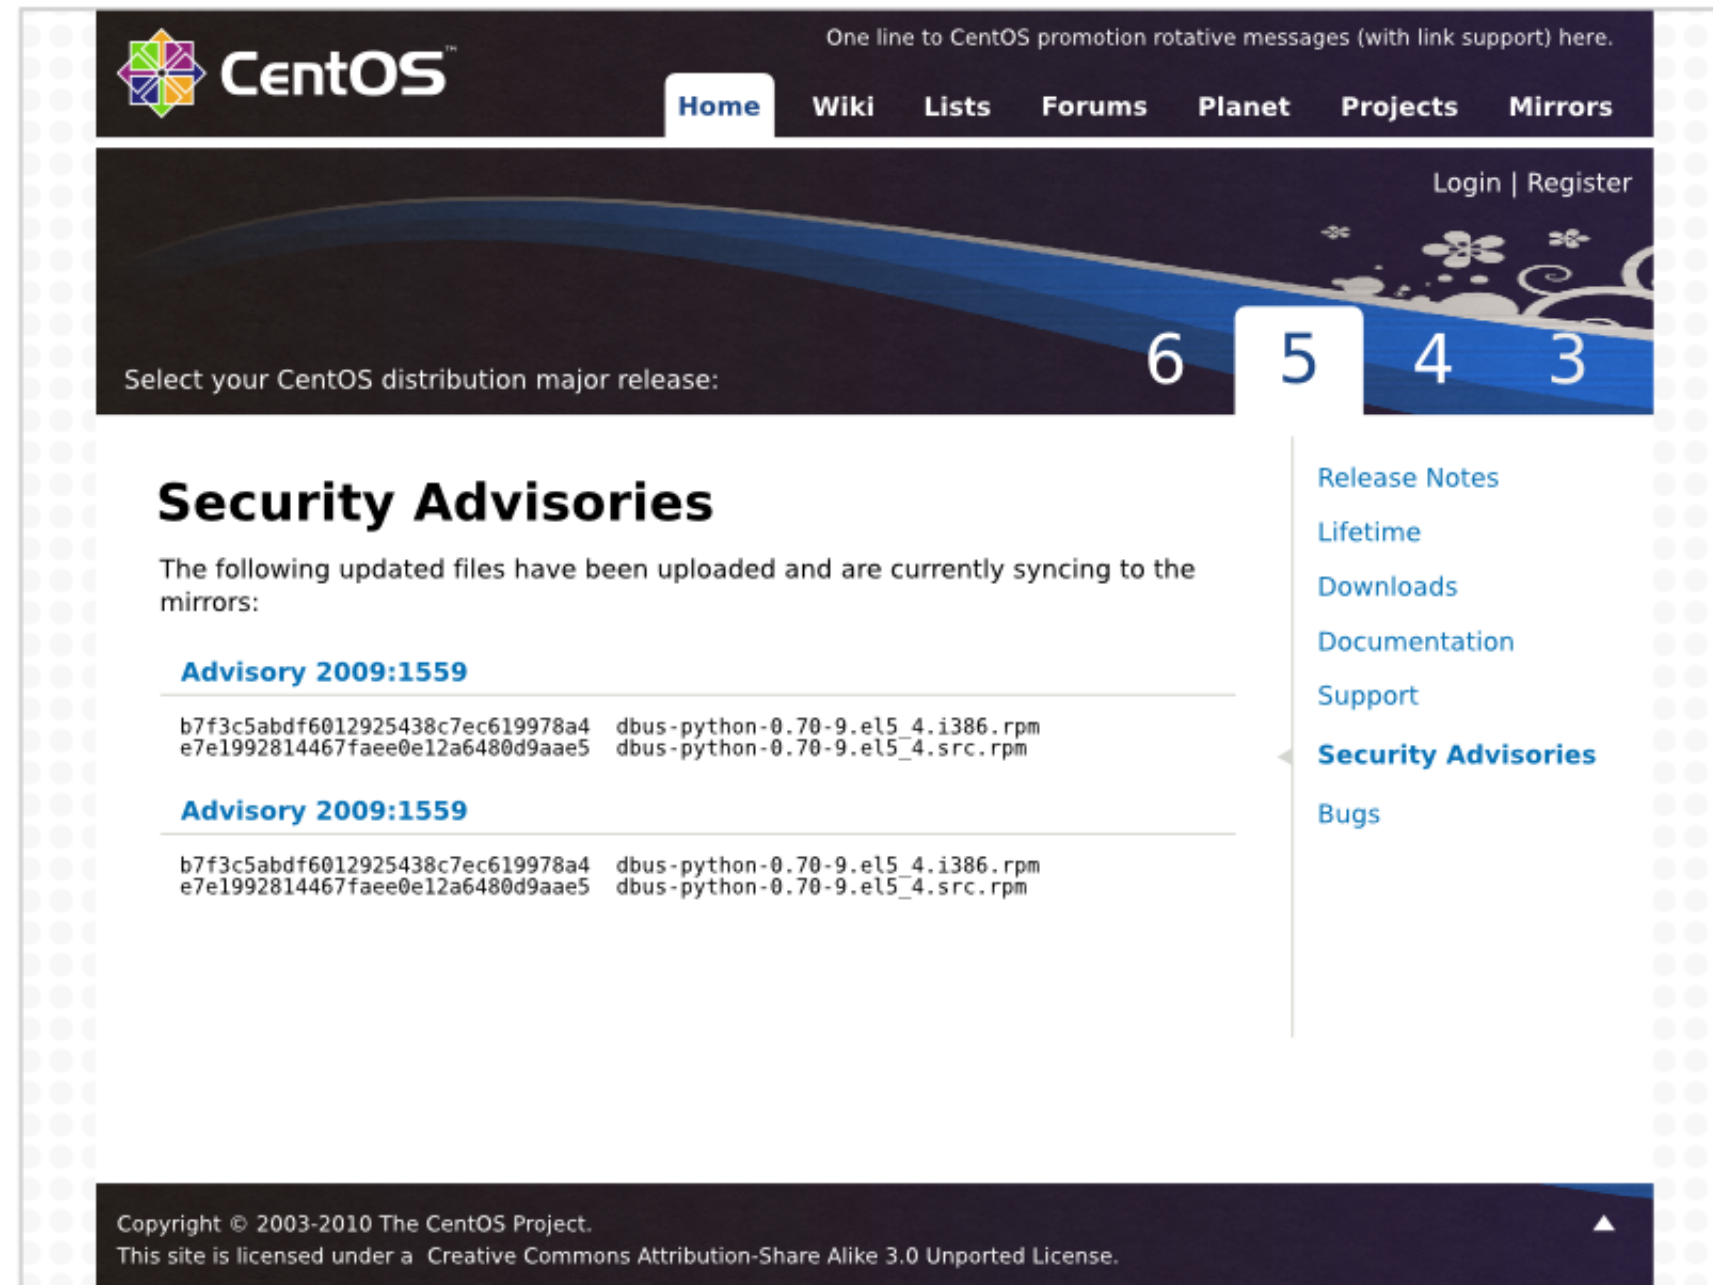 CentOS™
One line to CentOS promotion rotative messages (with link support) here.
Home Wiki Lists Forums Planet Projects Mirrors
Login | Register
Select your CentOS distribution major release:
6 5 4 3
Security Advisories
The following updated files have been uploaded and are currently syncing to the
mirrors:
Advisory 2009:1559
b7f3c5abdf6012925438c7ec619978a4 dbus-python-0.70-9.el5_4.i386.rpm
e7e1992814467faee0e12a6480d9aae5 dbus-python-0.70-9.el5_4.src.rpm
Advisory 2009:1559
b7f3c5abdf6012925438c7ec619978a4 dbus-python-0.70-9.el5_4.i386.rpm
e7e1992814467faee0e12a6480d9aae5 dbus-python-0.70-9.el5_4.src.rpm
Release Notes
Lifetime
Downloads
Documentation
Support
Security Advisories
Bugs
Copyright © 2003-2010 The CentOS Project.
This site is licensed under a Creative Commons Attribution-Share Alike 3.0 Unported License.